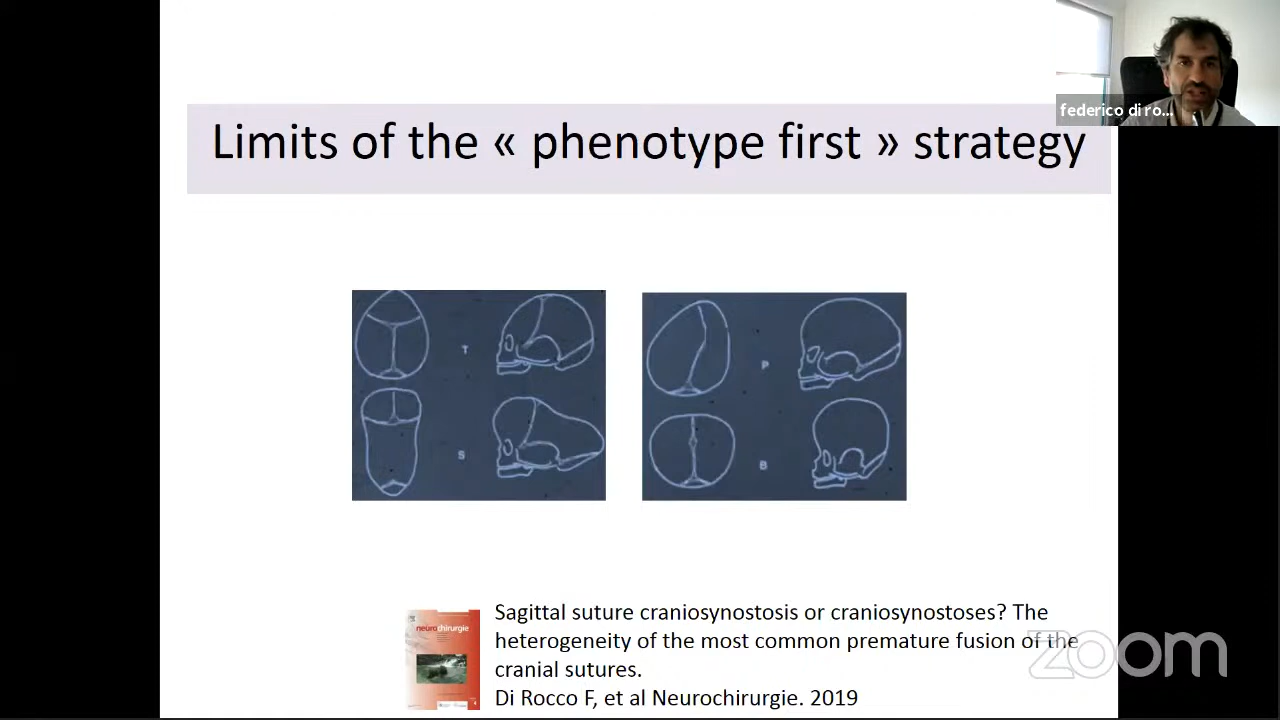 federico di ro...
Limits of the « phenotype first » strategy
T
P
S
B
neurochirurgie
Sagittal suture craniosynostosis or craniosynostoses? The
heterogeneity of the most common premature fusion of the
cranial sutures.
Di Rocco F, et al Neurochirurgie. 2019
zoom